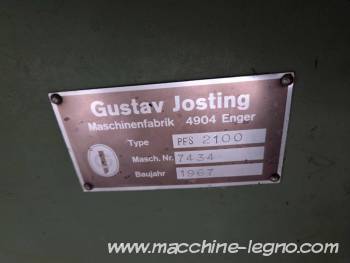 Gustav Josting
Maschinenfabrik 4904 Enger
Type PFS 2100
Masch. Nr. 7434
Baujahr 1967
www.macchine-legno.com